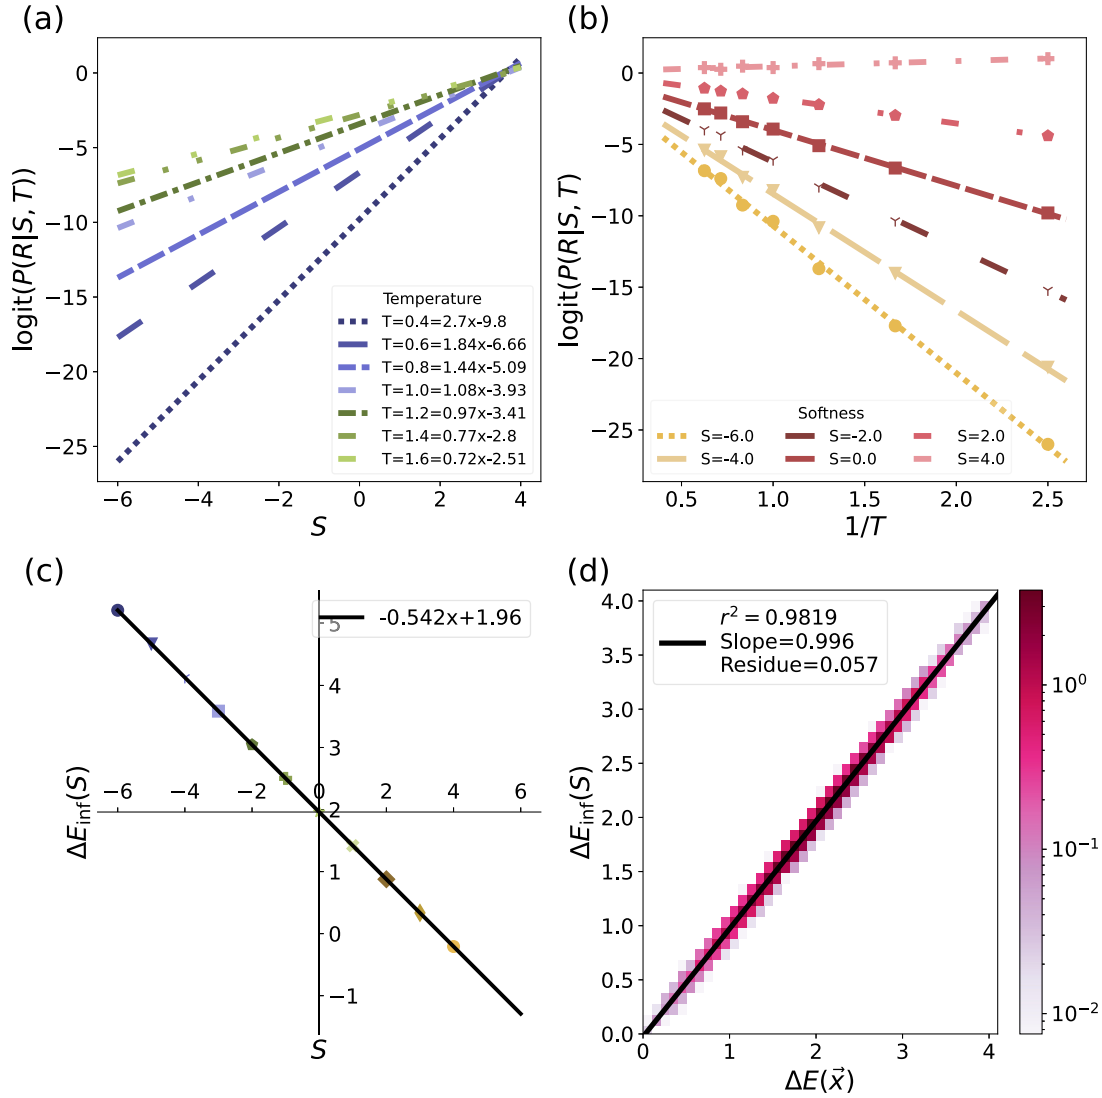 (a)
logit(P(R|S, T))
0
−5
−10
−15
−20
−25
−6 −4 −2 0 2 4
S
Temperature
T=0.4=2.7x-9.8
T=0.6=1.84x-6.66
T=0.8=1.44x-5.09
T=1.0=1.08x-3.93
T=1.2=0.97x-3.41
T=1.4=0.77x-2.8
T=1.6=0.72x-2.51
(b)
logit(P(R|S, T)
0
−5
−10
−15
−20
−25
0.5 1.0 1.5 2.0 2.5
1/T
Softness
S=-6.0 S=-2.0 S=2.0
S=-4.0 S=0.0 S=4.0
(c)
ΔE_inf(S)
-0.542x+1.96
5
4
3
2
1
0
−1
−6 −4 −2 0 2 4 6
S
(d)
ΔE_inf(S)
4.0
3.5
3.0
2.5
2.0
1.5
1.0
0.5
0.0
0 1 2 3 4
ΔE(x⃗)
r² = 0.9819
Slope=0.996
Residue=0.057
10⁰
10⁻¹
10⁻²